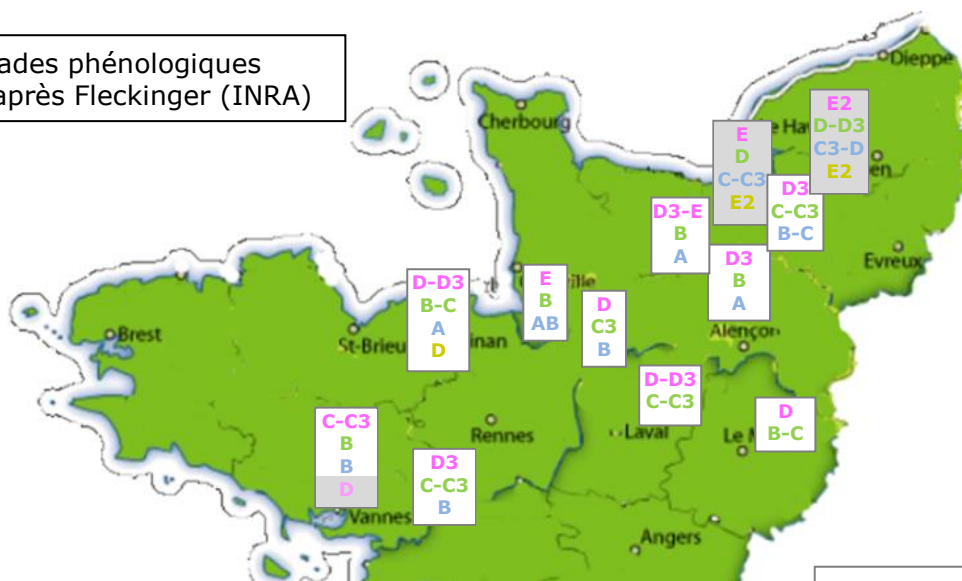 ades phénologiques
après Fleckinger (INRA)
Dieppe
Cherbourg
E2
D-D3
C3-D
E2
E
D
C-C3
E2
D3
C-C3
B-C
D3-E
B
A
Evreux
D3
B
A
E
B
AB
D-D3
B-C
A
D
D
C3
B
Brest
St-Brieu
inan
Alençon
D-D3
C-C3
Laval
D
B-C
Rennes
C-C3
B
B
D
D3
C-C3
B
Vannes
Angers